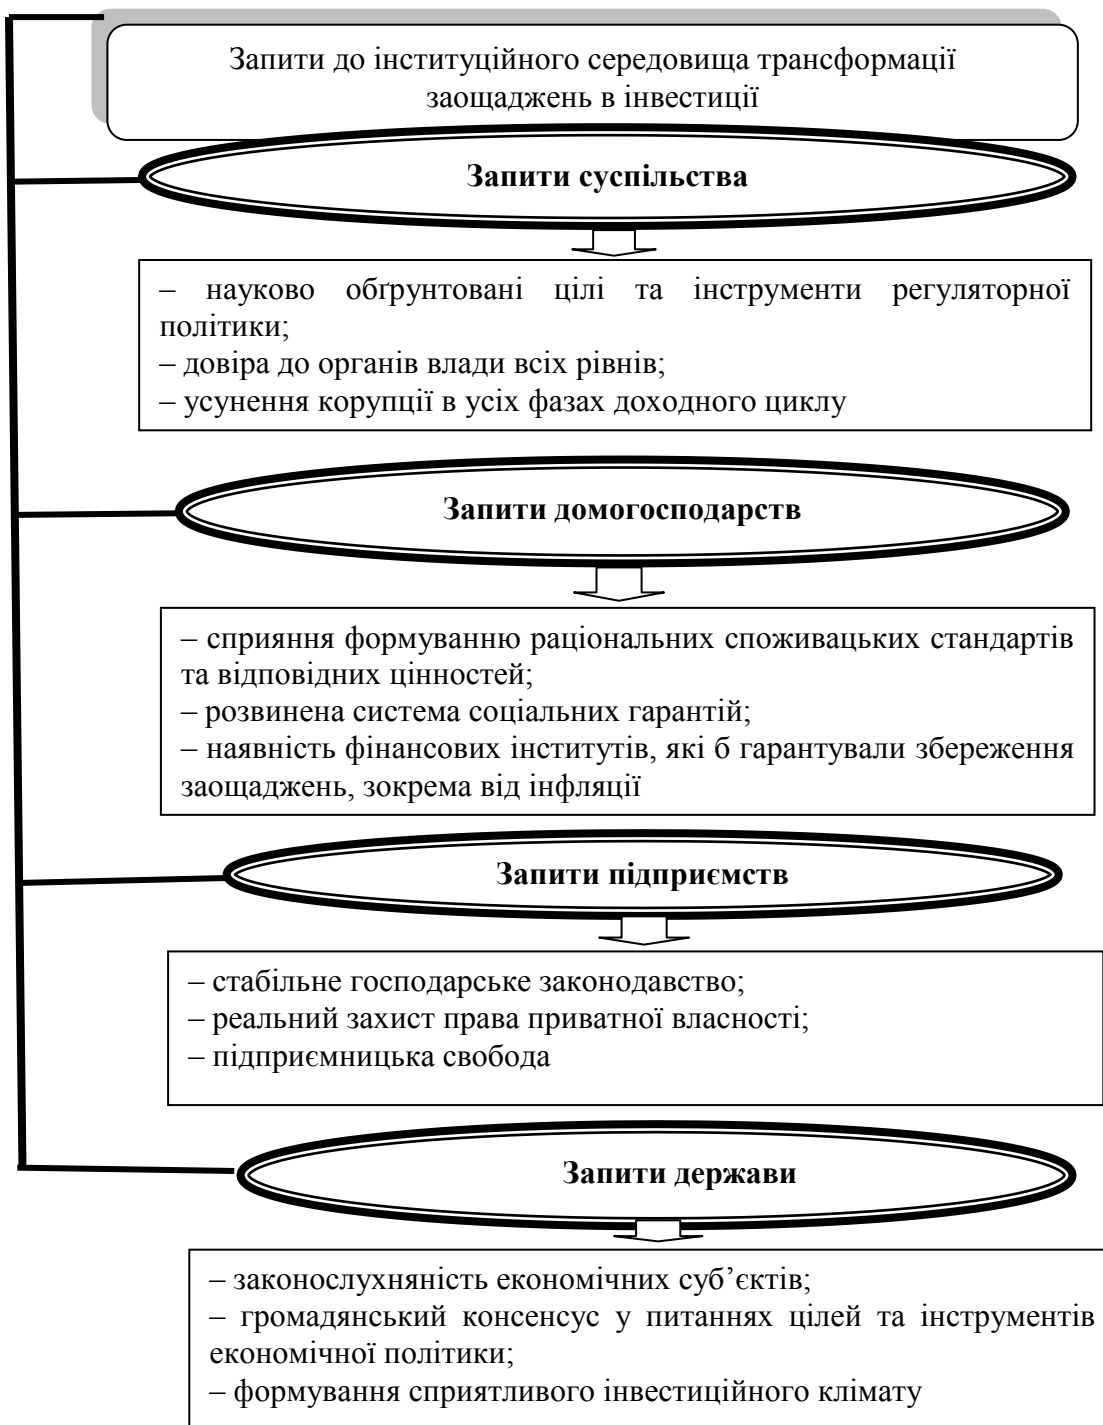 Запити до інституційного середовища трансформації
заощаджень в інвестиції
Запити суспільства
– науково обґрунтовані цілі та інструменти регуляторної
політики;
– довіра до органів влади всіх рівнів;
– усунення корупції в усіх фазах доходного циклу
Запити домогосподарств
– сприяння формуванню раціональних споживацьких стандартів
та відповідних цінностей;
– розвинена система соціальних гарантій;
– наявність фінансових інститутів, які б гарантували збереження
заощаджень, зокрема від інфляції
Запити підприємств
– стабільне господарське законодавство;
– реальний захист права приватної власності;
– підприємницька свобода
Запити держави
– законослухняність економічних суб’єктів;
– громадянський консенсус у питаннях цілей та інструментів
економічної політики;
– формування сприятливого інвестиційного клімату